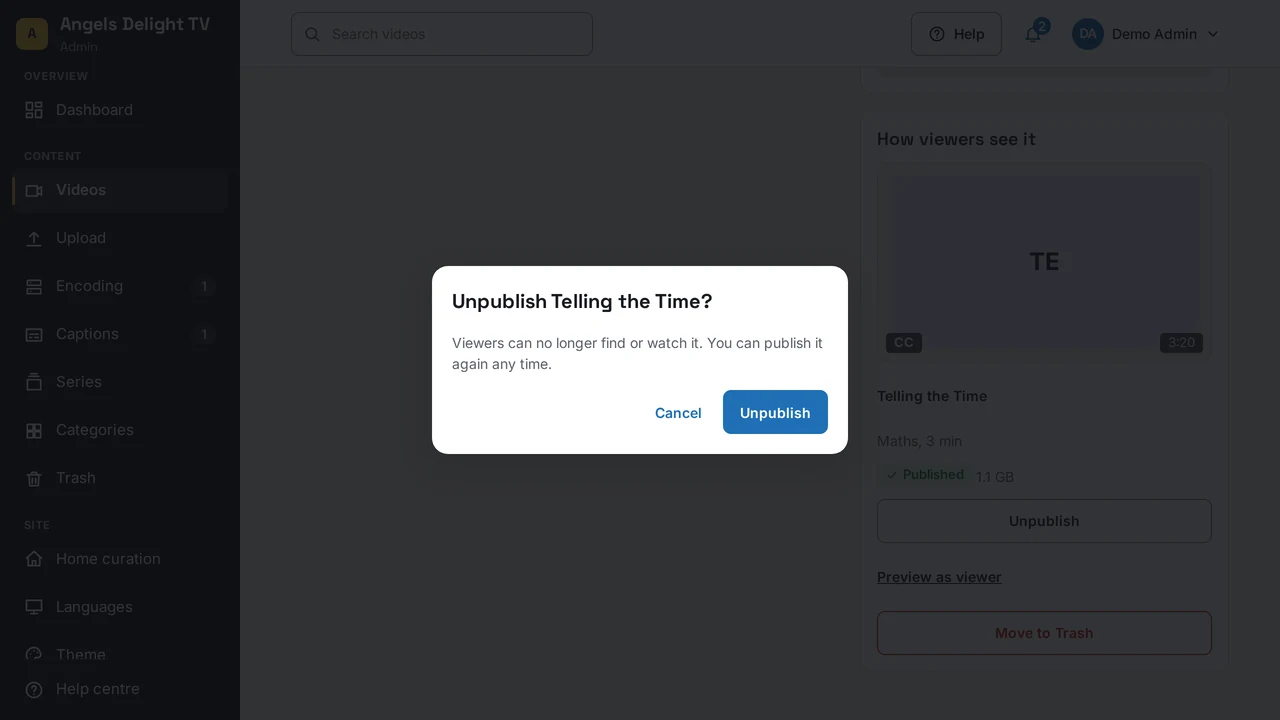 A
Angels Delight TV
Admin
Search videos
Help
2
DA
Demo Admin
OVERVIEW
Dashboard
CONTENT
Videos
Upload
Encoding 1
Captions 1
Series
Categories
Trash
SITE
Home curation
Languages
Theme
Help centre
How viewers see it
TE
CC
3:20
Telling the Time
Maths, 3 min
Published 1.1 GB
Unpublish
Preview as viewer
Move to Trash
Unpublish Telling the Time?
Viewers can no longer find or watch it. You can publish it
again any time.
Cancel
Unpublish